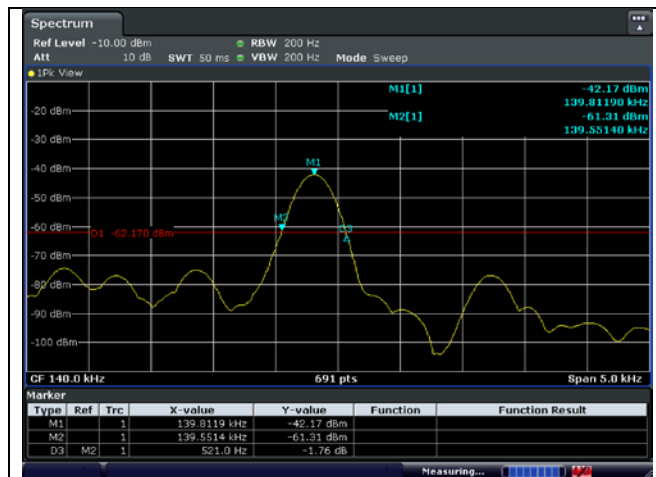 Spectrum
Ref Level -10.00 dBm RBW 200 Hz
Att 10 dB SWT 50 ms VBW 200 Hz Mode Sweep
1Pk View
M1[1] -42.17 dBm
139.81190 kHz
M2[1] -61.31 dBm
139.55140 kHz
-20 dBm
-30 dBm
-40 dBm
M1
-50 dBm
M2
-60 dBm
D1 -62.170 dBm
D3
-70 dBm
-80 dBm
-90 dBm
-100 dBm
CF 140.0 kHz 691 pts Span 5.0 kHz
Marker
Type Ref Trc X-value Y-value Function Function Result
M1 1 139.8119 kHz -42.17 dBm
M2 1 139.5514 kHz -61.31 dBm
D3 M2 1 521.0 Hz -1.76 dB
Measuring...